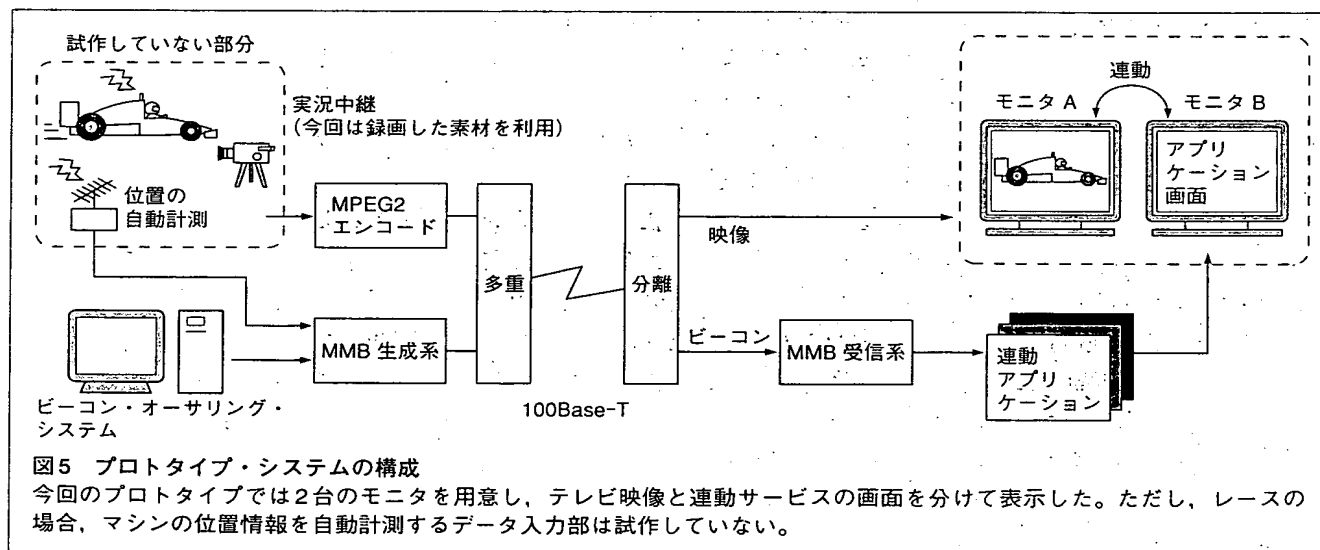 試作していない部分
実況中継
(今回は録画した素材を利用)
位置の
自動計測
MPEG2
エンコード
多重
分離
映像
連動
モニタ A
モニタ B
アプリ
ケーション
画面
ビーコン・オーサリング・
システム
MMB 生成系
100Base-T
ビーコン
MMB 受信系
連動
アプリ
ケーション
図5 プロトタイプ・システムの構成
今回のプロトタイプでは2台のモニタを用意し，テレビ映像と連動サービスの画面を分けて表示した。ただし，レースの
場合，マシンの位置情報を自動計測するデータ入力部は試作していない。